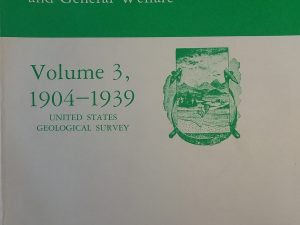 and General Welfare
Volume 3,
1904–1939
UNITED STATES
GEOLOGICAL SURVEY